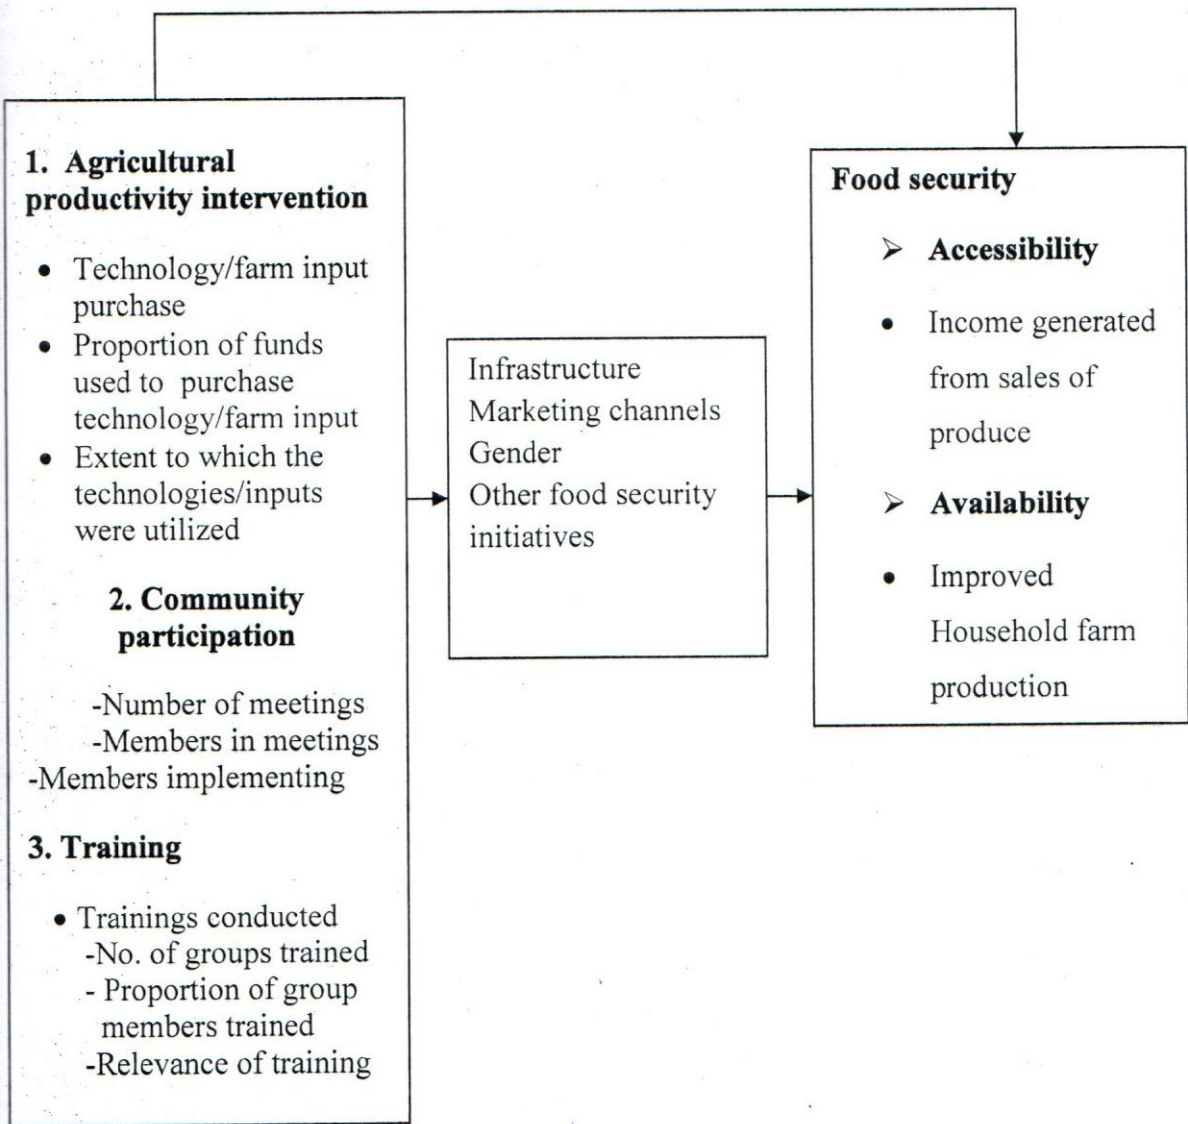 1. Agricultural
productivity intervention
• Technology/farm input
purchase
• Proportion of funds
used to purchase
technology/farm input
• Extent to which the
technologies/inputs
were utilized
2. Community
participation
-Number of meetings
-Members in meetings
-Members implementing
3. Training
• Trainings conducted
-No. of groups trained
- Proportion of group
members trained
-Relevance of training
Infrastructure
Marketing channels
Gender
Other food security
initiatives
Food security
➢ Accessibility
• Income generated
from sales of
produce
➢ Availability
• Improved
Household farm
production